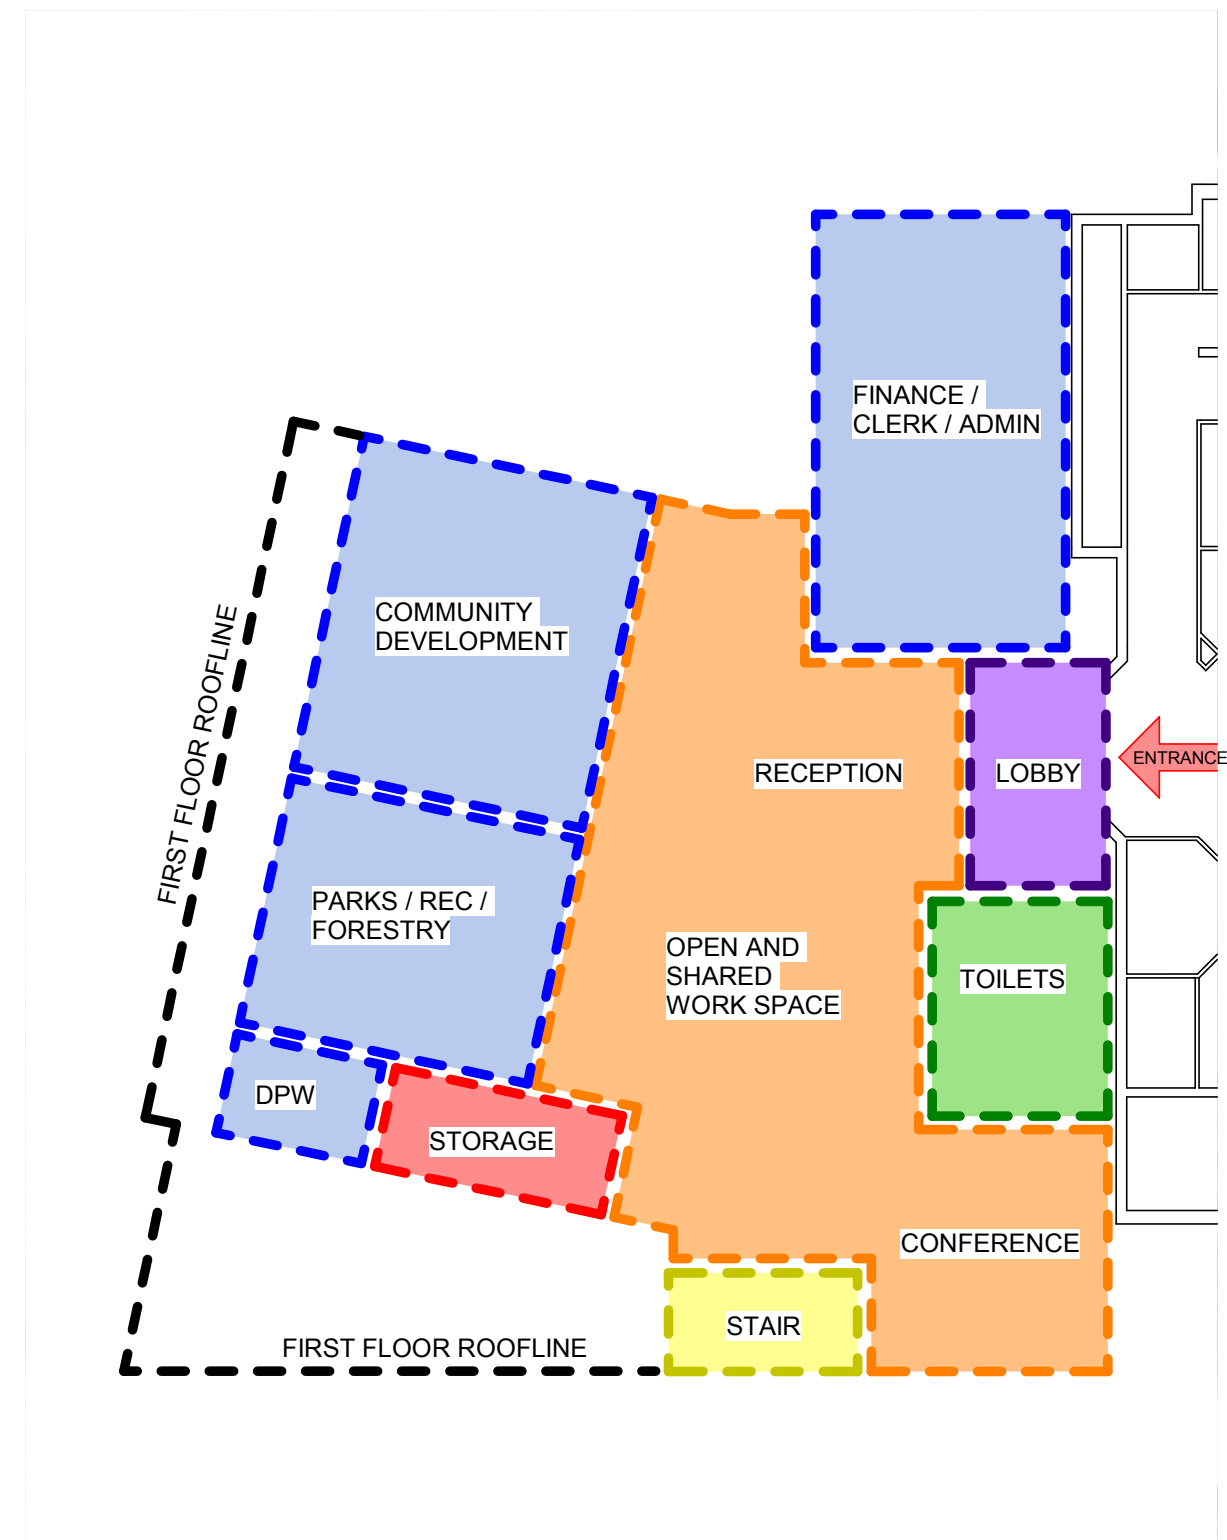 FINANCE /
CLERK / ADMIN
COMMUNITY
DEVELOPMENT
FIRST FLOOR ROOFLINE
RECEPTION
LOBBY
ENTRANCE
PARKS / REC /
FORESTRY
OPEN AND
SHARED
WORK SPACE
TOILETS
DPW
STORAGE
CONFERENCE
STAIR
FIRST FLOOR ROOFLINE